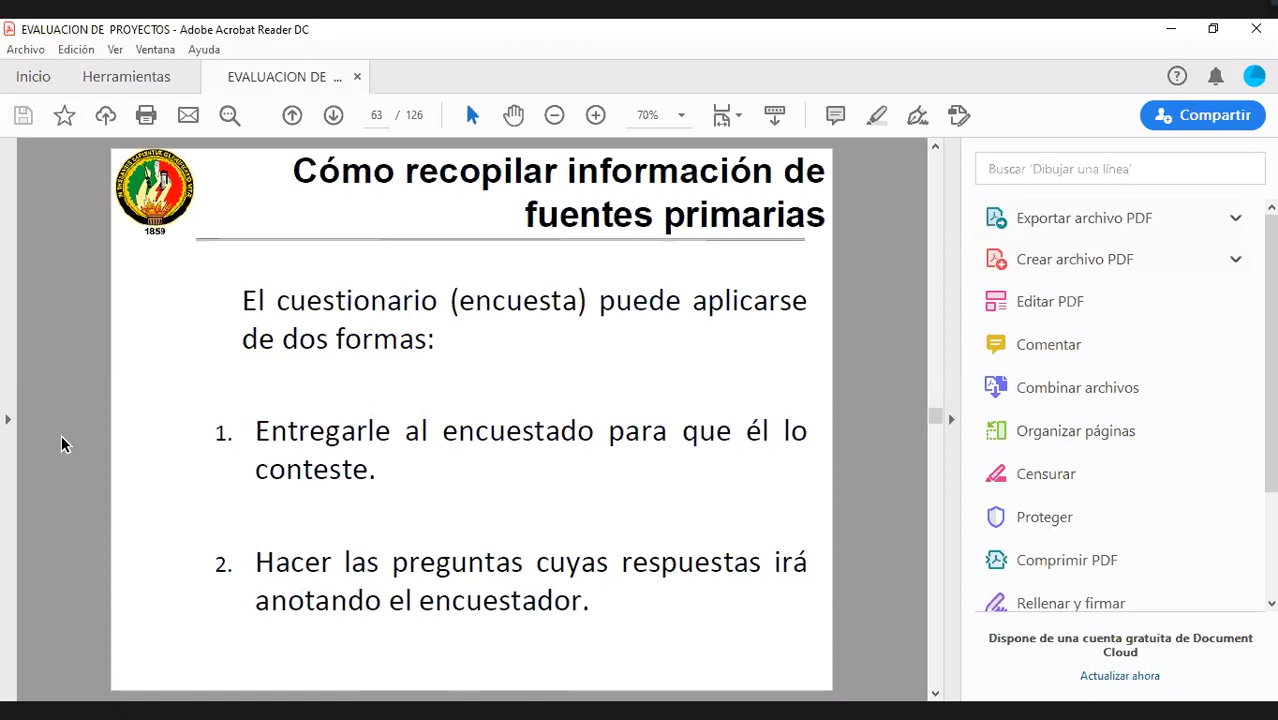 EVALUACION DE PROYECTOS - Adobe Acrobat Reader DC
Archivo Edición Ver Ventana Ayuda
Inicio Herramientas EVALUACION DE ... ×
63 / 126 70% Compartir
Cómo recopilar información de
fuentes primarias
1859
El cuestionario (encuesta) puede aplicarse
de dos formas:
1. Entregarle al encuestado para que él lo
conteste.
2. Hacer las preguntas cuyas respuestas irá
anotando el encuestador.
Buscar 'Dibujar una línea'
Exportar archivo PDF
Crear archivo PDF
Editar PDF
Comentar
Combinar archivos
Organizar páginas
Censurar
Proteger
Comprimir PDF
Rellenar y firmar
Dispone de una cuenta gratuita de Document
Cloud
Actualizar ahora